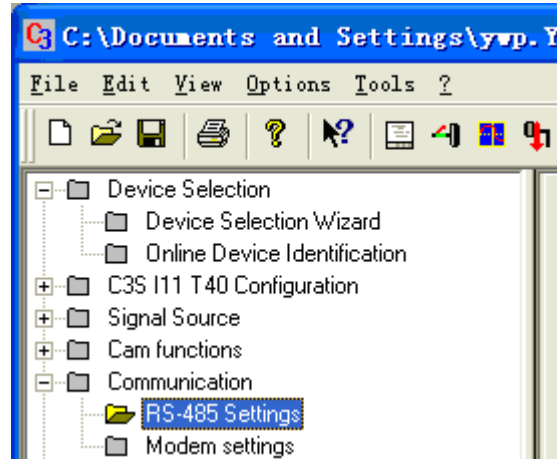 C3 C:\Documents and Settings\ywp.Y
File Edit View Options Tools ?
Device Selection
Device Selection Wizard
Online Device Identification
C3S I11 T40 Configuration
Signal Source
Cam functions
Communication
RS-485 Settings
Modem settings